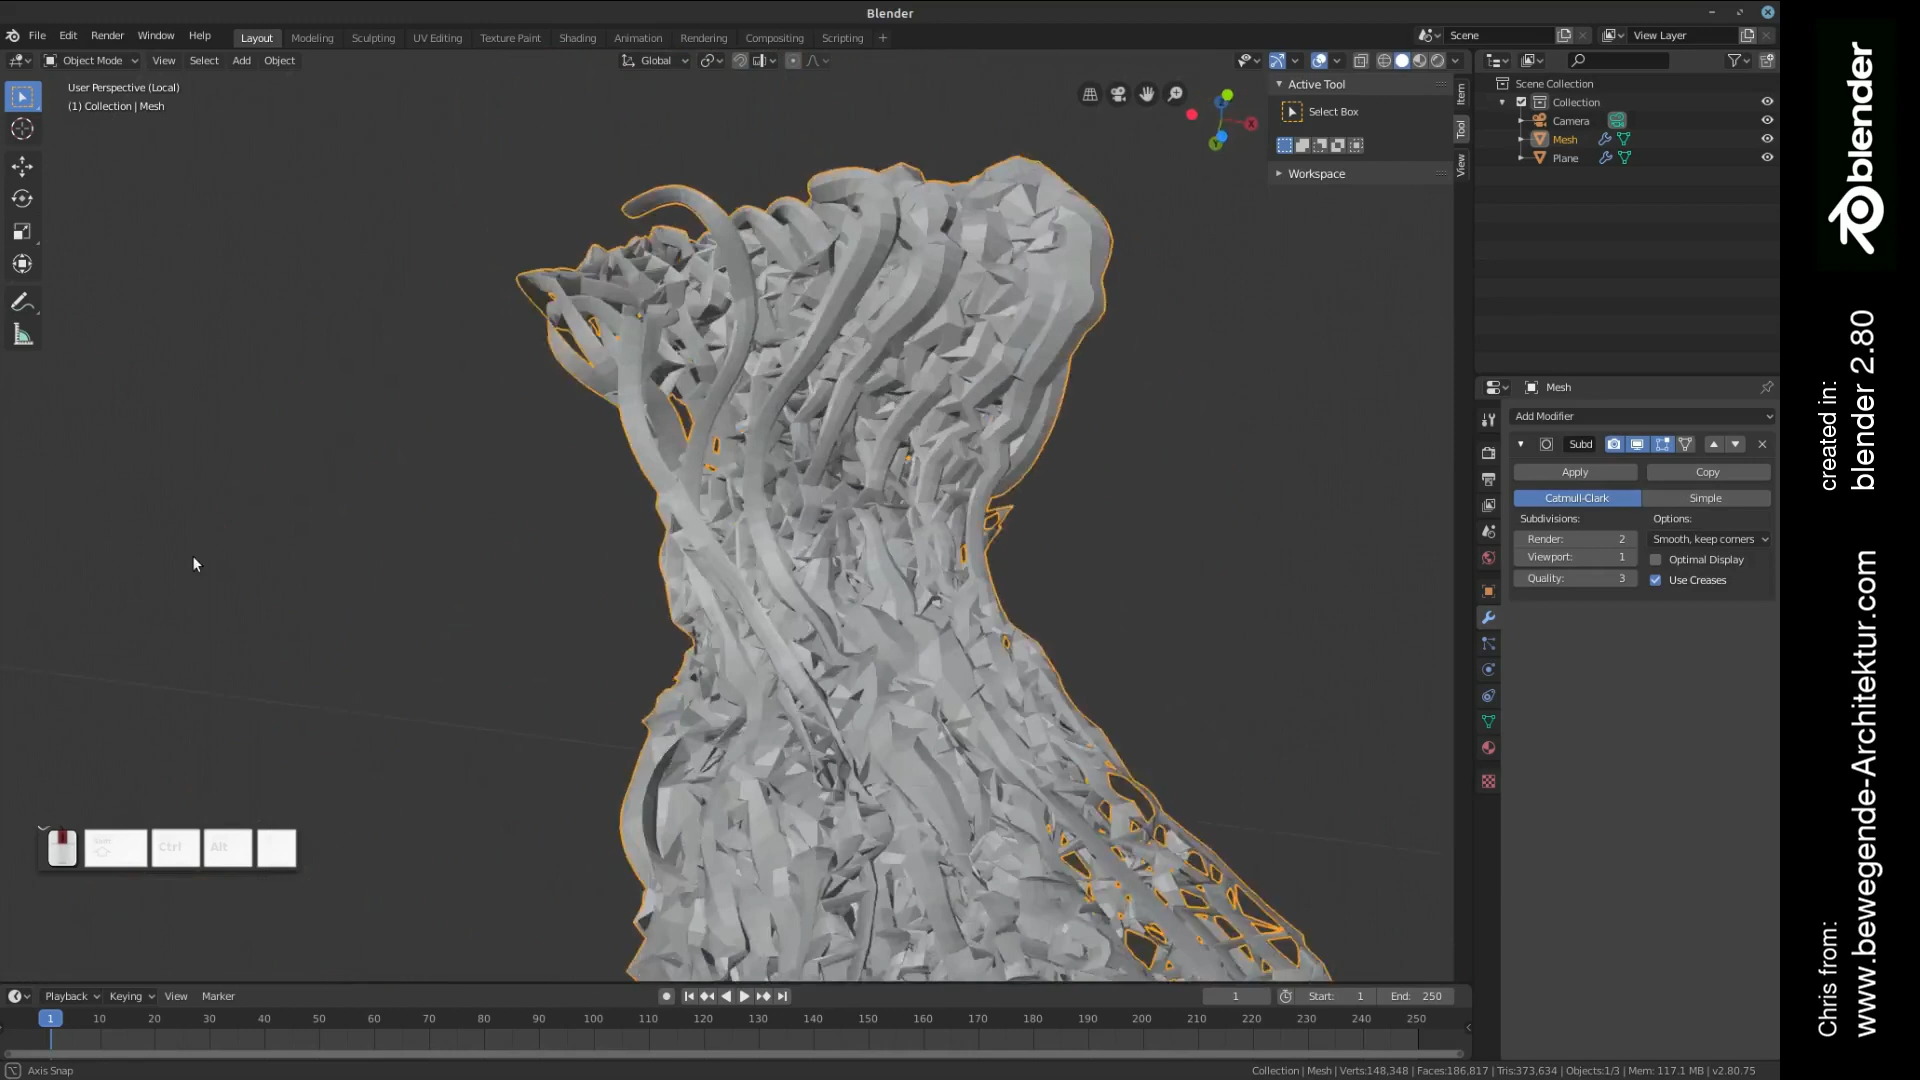 Blender
File Edit Render Window Help
Layout Modeling Sculpting UV Editing Texture Paint Shading Animation Rendering Compositing Scripting +
Scene
View Layer
Object Mode View Select Add Object
Global
User Perspective (Local)
(1) Collection | Mesh
Active Tool
Select Box
Workspace
Item
Tool
View
Scene Collection
Collection
Camera
Mesh
Plane
Mesh
Add Modifier
Subd
Apply Copy
Catmull-Clark Simple
Subdivisions: Options:
Render: 2 Smooth, keep corners
Viewport: 1 Optimal Display
Quality: 3 Use Creases
Ctrl Alt
Playback Keying View Marker
1 Start: 1 End: 250
1 10 20 30 40 50 60 70 80 90 100 110 120 130 140 150 160 170 180 190 200 210 220 230 240 250
Axis Snap
Collection | Mesh | Verts:148,348 | Faces:186,817 | Tris:373,634 | Objects:1/3 | Mem: 117.1 MB | v2.80.75
blender
created in:
blender 2.80
Chris from:
www.bewegende-Architektur.com